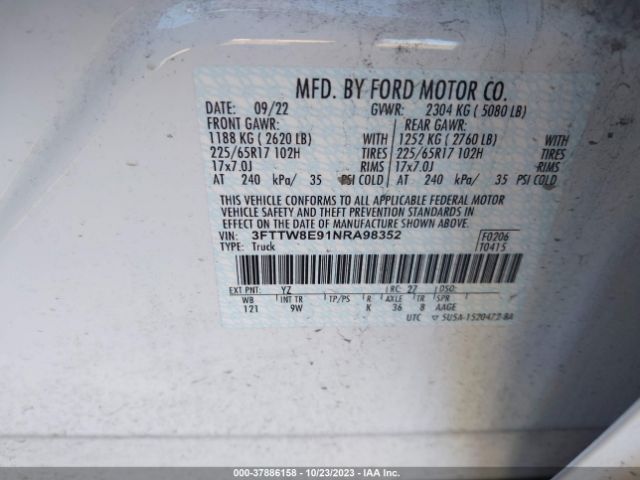 MFD. BY FORD MOTOR CO.
DATE: 09/22 GVWR: 2304 KG ( 5080 LB)
FRONT GAWR: REAR GAWR:
1188 KG ( 2620 LB) WITH 1252 KG ( 2760 LB) WITH
225/65R17 102H TIRES 225/65R17 102H TIRES
17x7.0J RIMS 17x7.0J RIMS
AT 240 kPa/ 35 PSI COLD AT 240 kPa/ 35 PSI COLD
THIS VEHICLE CONFORMS TO ALL APPLICABLE FEDERAL MOTOR
VEHICLE SAFETY AND THEFT PREVENTION STANDARDS IN EFFECT
ON THE DATE OF MANUFACTURE SHOWN ABOVE.
VIN: 3FTTW8E91NRA98352 F0206
TYPE: Truck T0415
EXT PNT: YZ RC: 27 DSO:
WB INT TR TP/PS R AXLE TR SPR
121 9W K 36 8 AAGE
UTC 5U5A-1520472-BA
000-37886158 - 10/23/2023 - IAA Inc.